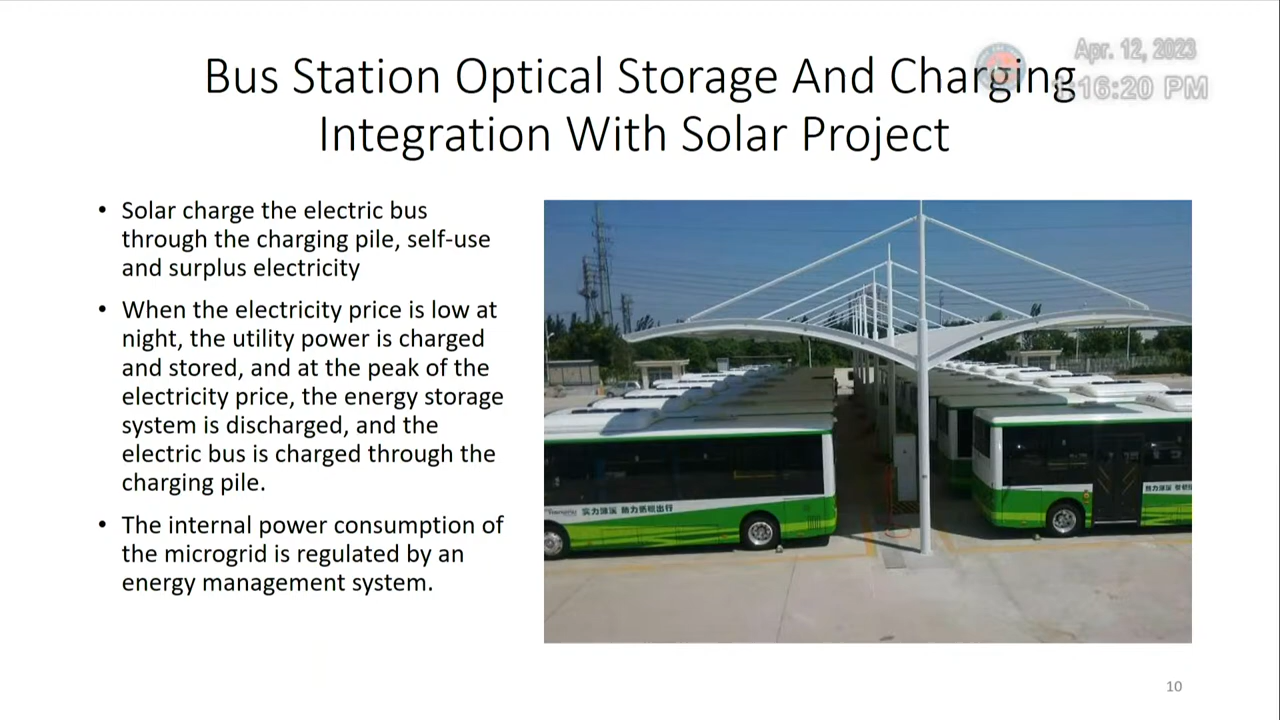 Apr. 12, 2023
16:20 PM
Bus Station Optical Storage And Charging
Integration With Solar Project
• Solar charge the electric bus
through the charging pile, self-use
and surplus electricity
• When the electricity price is low at
night, the utility power is charged
and stored, and at the peak of the
electricity price, the energy storage
system is discharged, and the
electric bus is charged through the
charging pile.
• The internal power consumption of
the microgrid is regulated by an
energy management system.
10